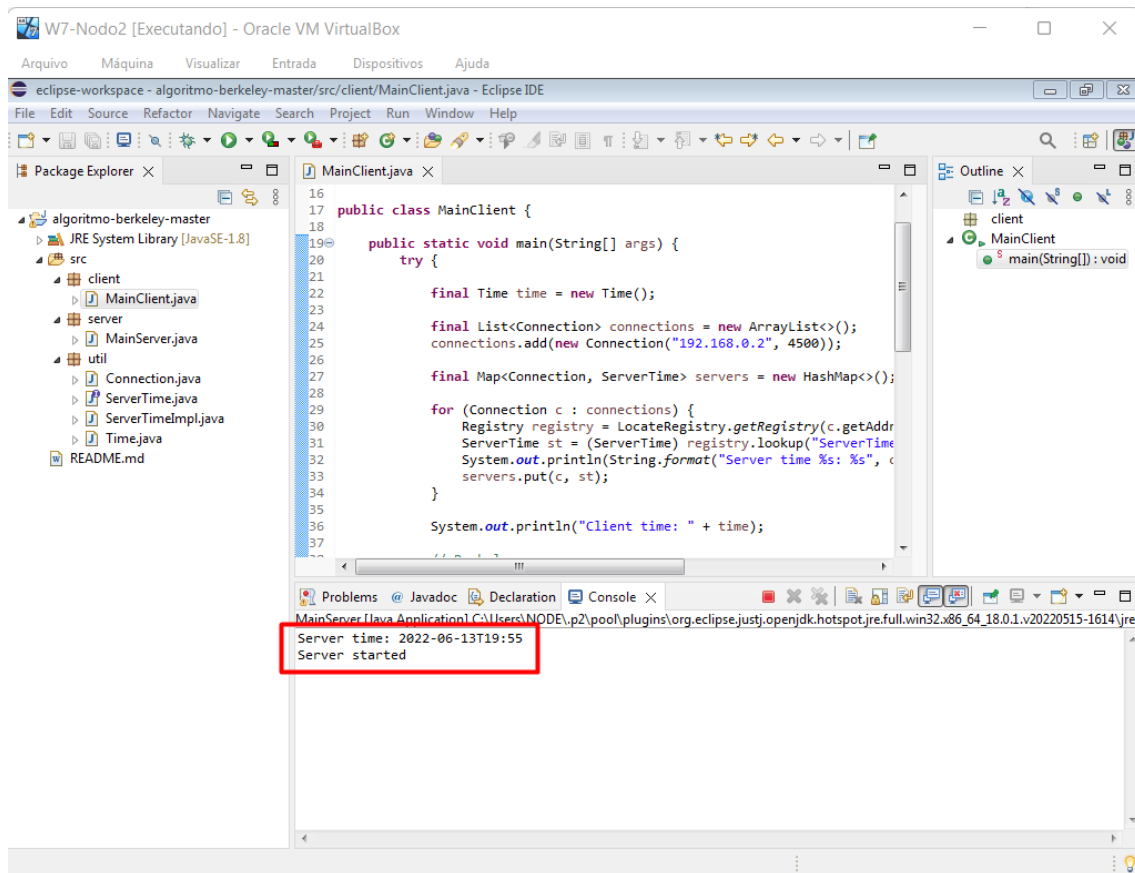 W7-Nodo2 [Executando] - Oracle VM VirtualBox
Arquivo Máquina Visualizar Entrada Dispositivos Ajuda
eclipse-workspace - algoritmo-berkeley-master/src/client/MainClient.java - Eclipse IDE
File Edit Source Refactor Navigate Search Project Run Window Help
Package Explorer
algoritmo-berkeley-master
JRE System Library [JavaSE-1.8]
src
client
MainClient.java
server
MainServer.java
util
Connection.java
ServerTime.java
ServerTimeImpl.java
Time.java
README.md
MainClient.java
16
17 public class MainClient {
18
19 public static void main(String[] args) {
20 try {
21
22 final Time time = new Time();
23
24 final List<Connection> connections = new ArrayList<>();
25 connections.add(new Connection("192.168.0.2", 4500));
26
27 final Map<Connection, ServerTime> servers = new HashMap<>();
28
29 for (Connection c : connections) {
30 Registry registry = LocateRegistry.getRegistry(c.getAddr
31 ServerTime st = (ServerTime) registry.lookup("ServerTime
32 System.out.println(String.format("Server time %s: %s", c
33 servers.put(c, st);
34 }
35
36 System.out.println("Client time: " + time);
37
Outline
client
MainClient
main(String[]) : void
Problems @ Javadoc Declaration Console
MainServer [Java Application] C:\Users\NODE\.p2\pool\plugins\org.eclipse.justj.openjdk.hotspot.jre.full.win32.x86_64_18.0.1.v20220515-1614\jre
Server time: 2022-06-13T19:55
Server started